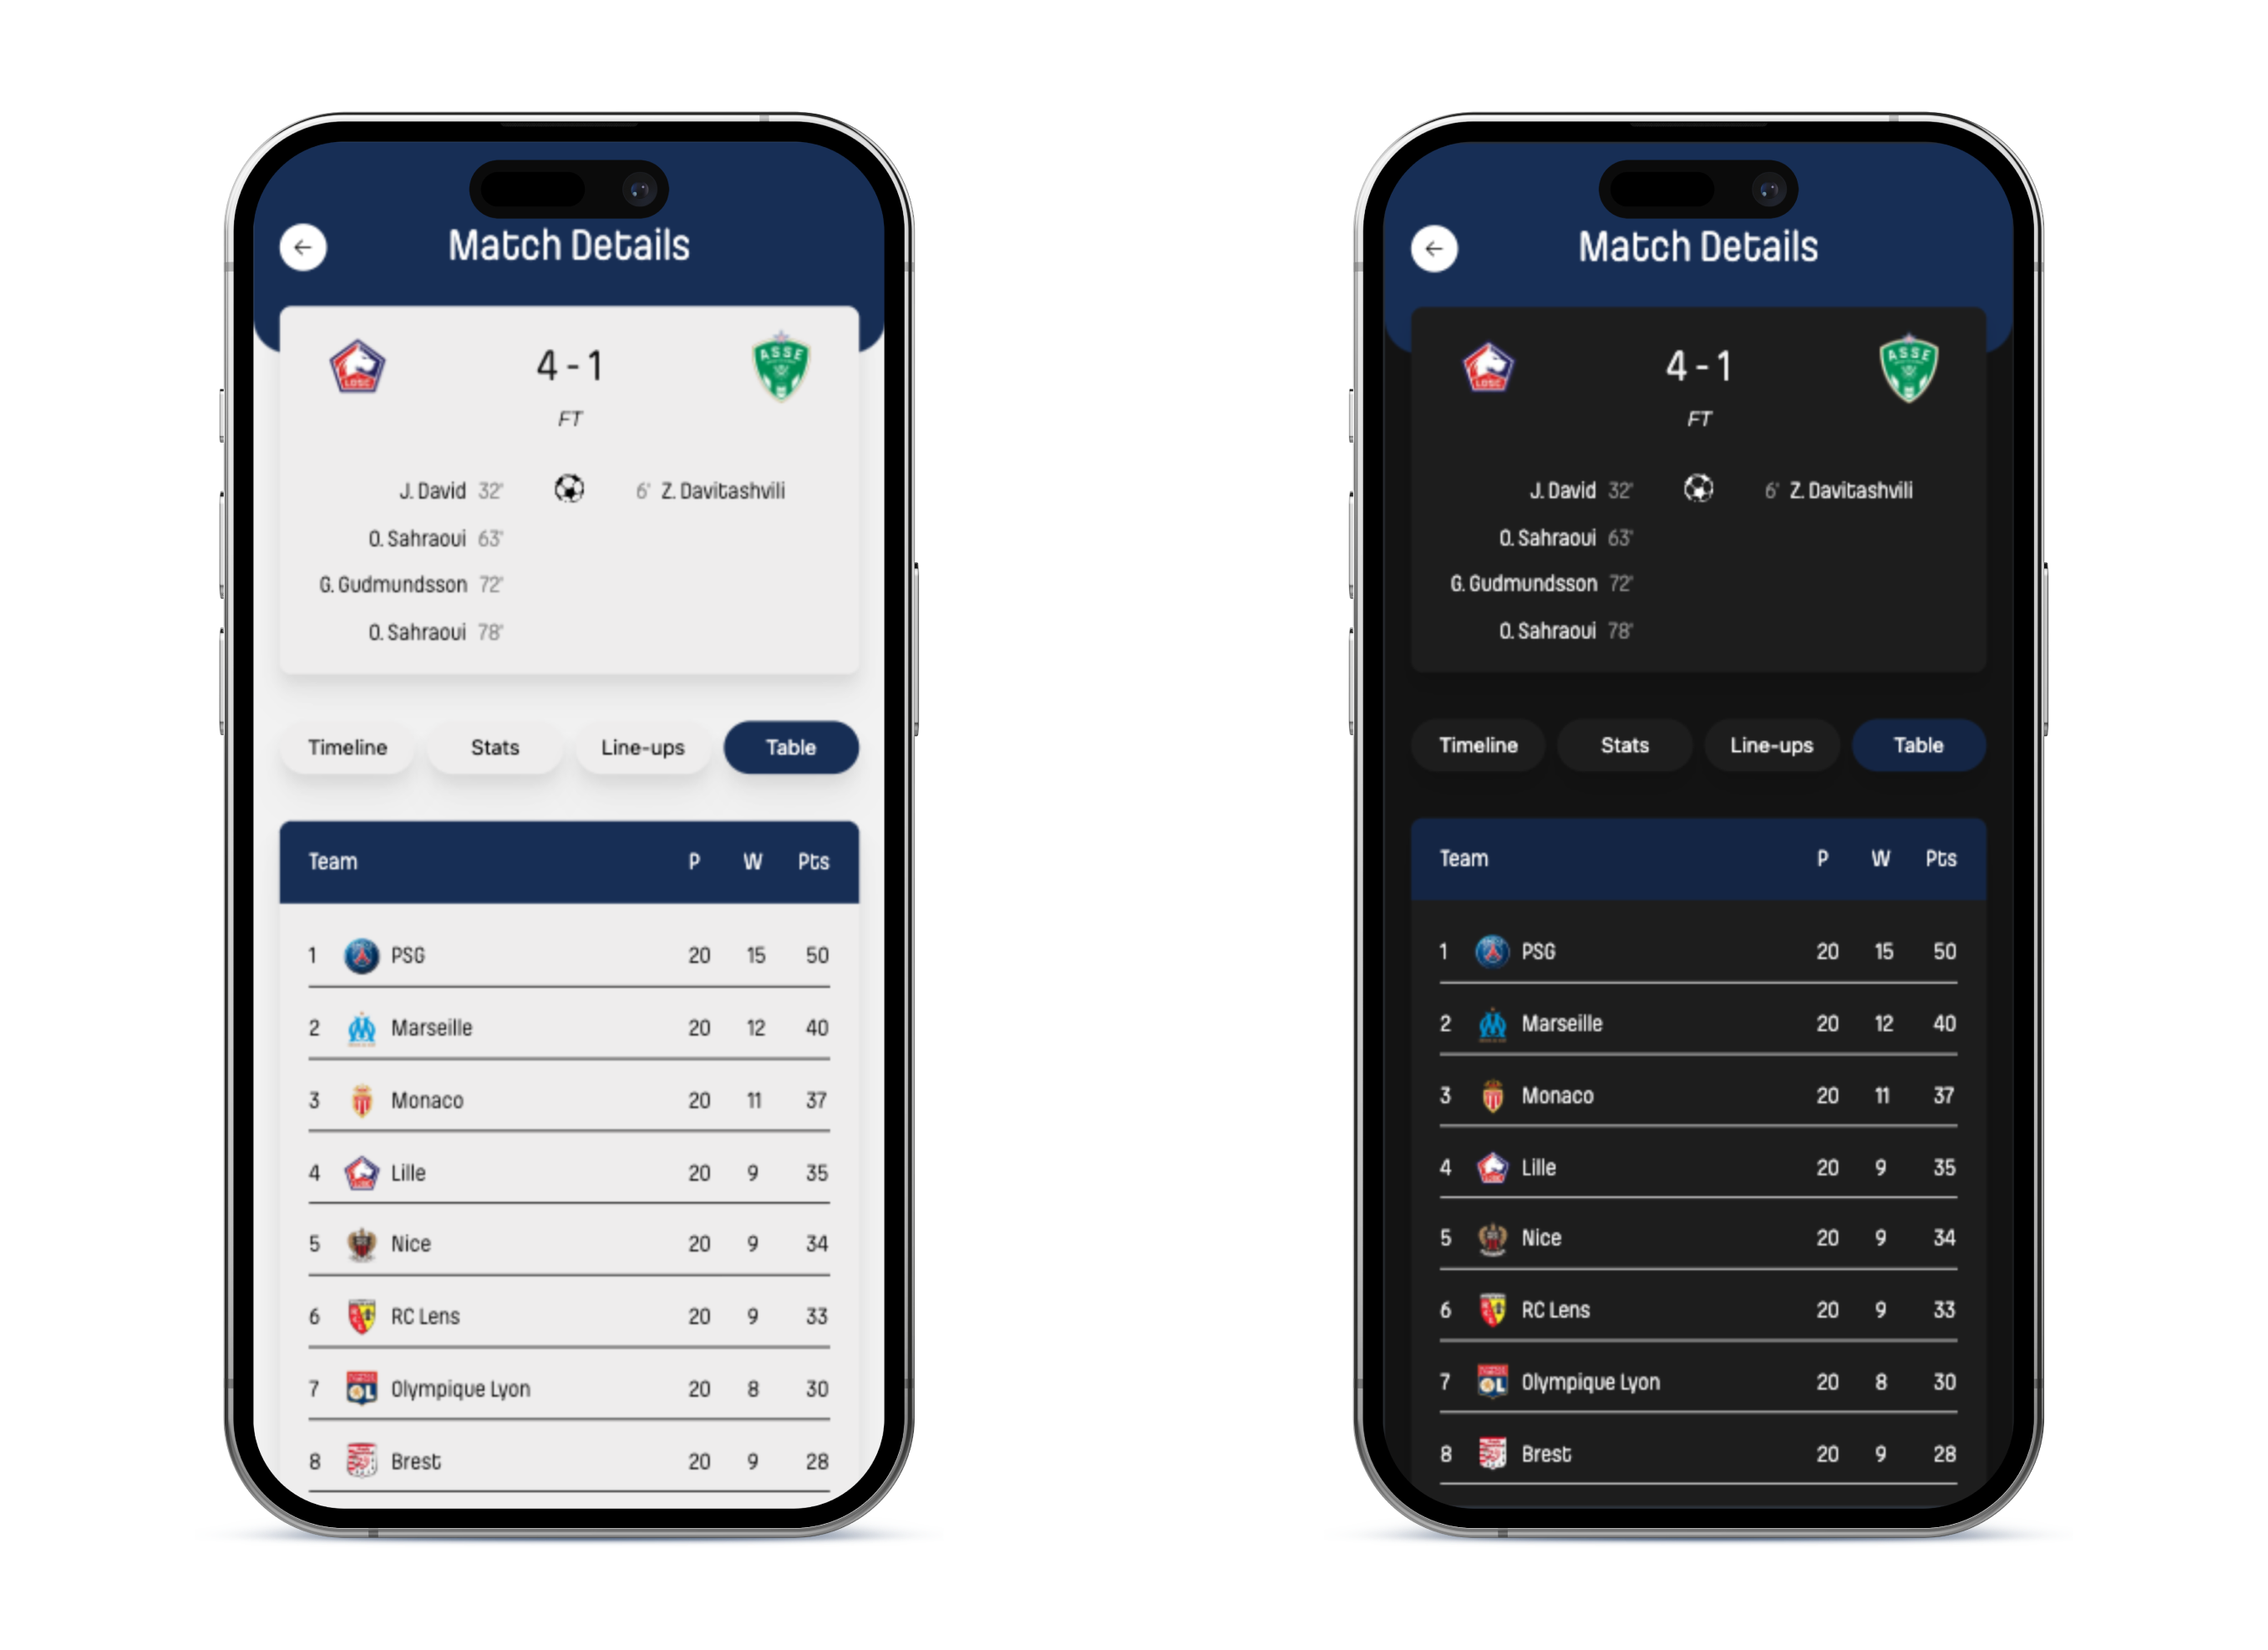 Match Details
LOSC
4 - 1
ASSE
FT
J. David 32' 6' Z. Davitashvili
O. Sahraoui 63'
G. Gudmundsson 72'
O. Sahraoui 78'
Timeline Stats Line-ups Table
Team P W Pts
1 PSG 20 15 50
2 Marseille 20 12 40
3 Monaco 20 11 37
4 Lille 20 9 35
5 Nice 20 9 34
6 RC Lens 20 9 33
7 OL Olympique Lyon 20 8 30
8 Brest 20 9 28
Match Details
LOSC
4 - 1
ASSE
FT
J. David 32' 6' Z. Davitashvili
O. Sahraoui 63'
G. Gudmundsson 72'
O. Sahraoui 78'
Timeline Stats Line-ups Table
Team P W Pts
1 PSG 20 15 50
2 Marseille 20 12 40
3 Monaco 20 11 37
4 Lille 20 9 35
5 Nice 20 9 34
6 RC Lens 20 9 33
7 OL Olympique Lyon 20 8 30
8 Brest 20 9 28